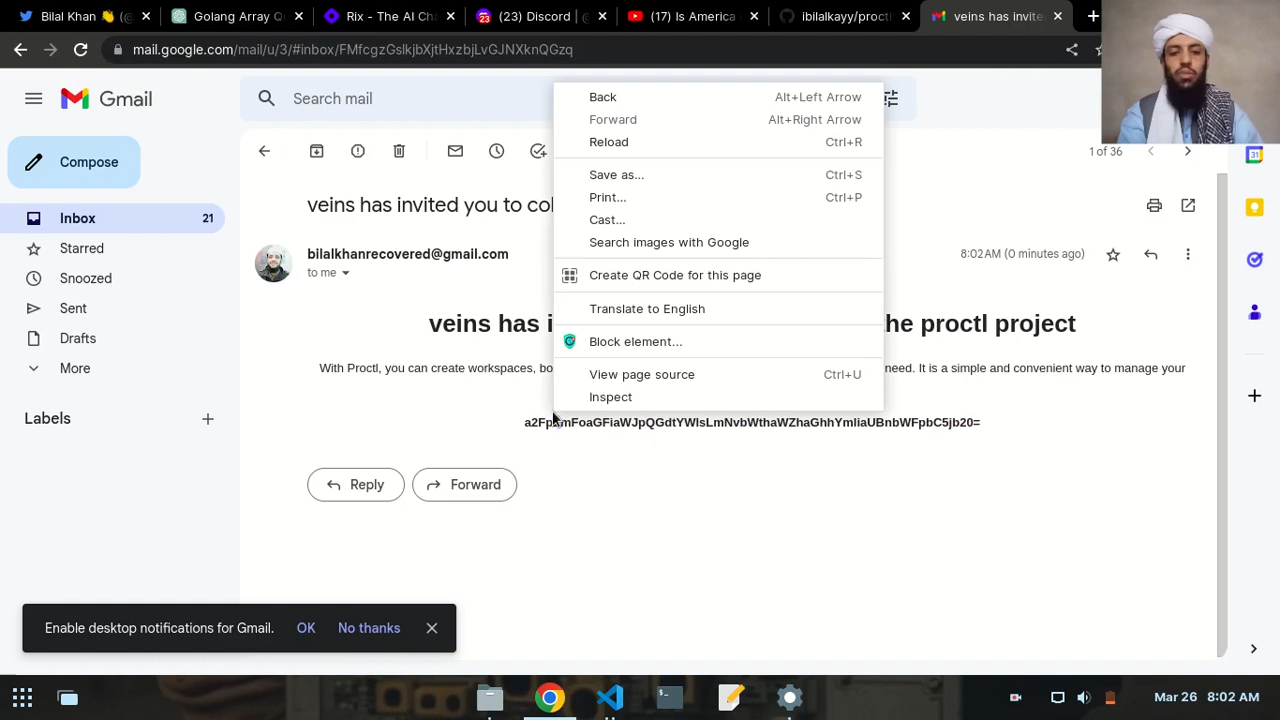 Bilal Khan 👋 (@
Golang Array Qu
Rix - The AI Cha
(23) Discord | @
(17) Is America
ibilalkayy/proctl
veins has invite
mail.google.com/mail/u/3/#inbox/FMfcgzGslkjbXjtHxzbjLvGJNXknQGzq
Gmail
Search mail
Compose
Inbox 21
Starred
Snoozed
Sent
Drafts
More
Labels
1 of 36
veins has invited you to col
bilalkhanrecovered@gmail.com
8:02 AM (0 minutes ago)
to me
veins has i
he proctl project
With Proctl, you can create workspaces, bo
need. It is a simple and convenient way to manage your
mFoaGFiaWJpQGdtYWlsLmNvbWthaWZhaGhhYmliaUBnbWFpbC5jb20=
Reply
Forward
Back Alt+Left Arrow
Forward Alt+Right Arrow
Reload Ctrl+R
Save as... Ctrl+S
Print... Ctrl+P
Cast...
Search images with Google
Create QR Code for this page
Translate to English
Block element...
View page source Ctrl+U
Inspect
Enable desktop notifications for Gmail. OK No thanks
Mar 26 8:02 AM